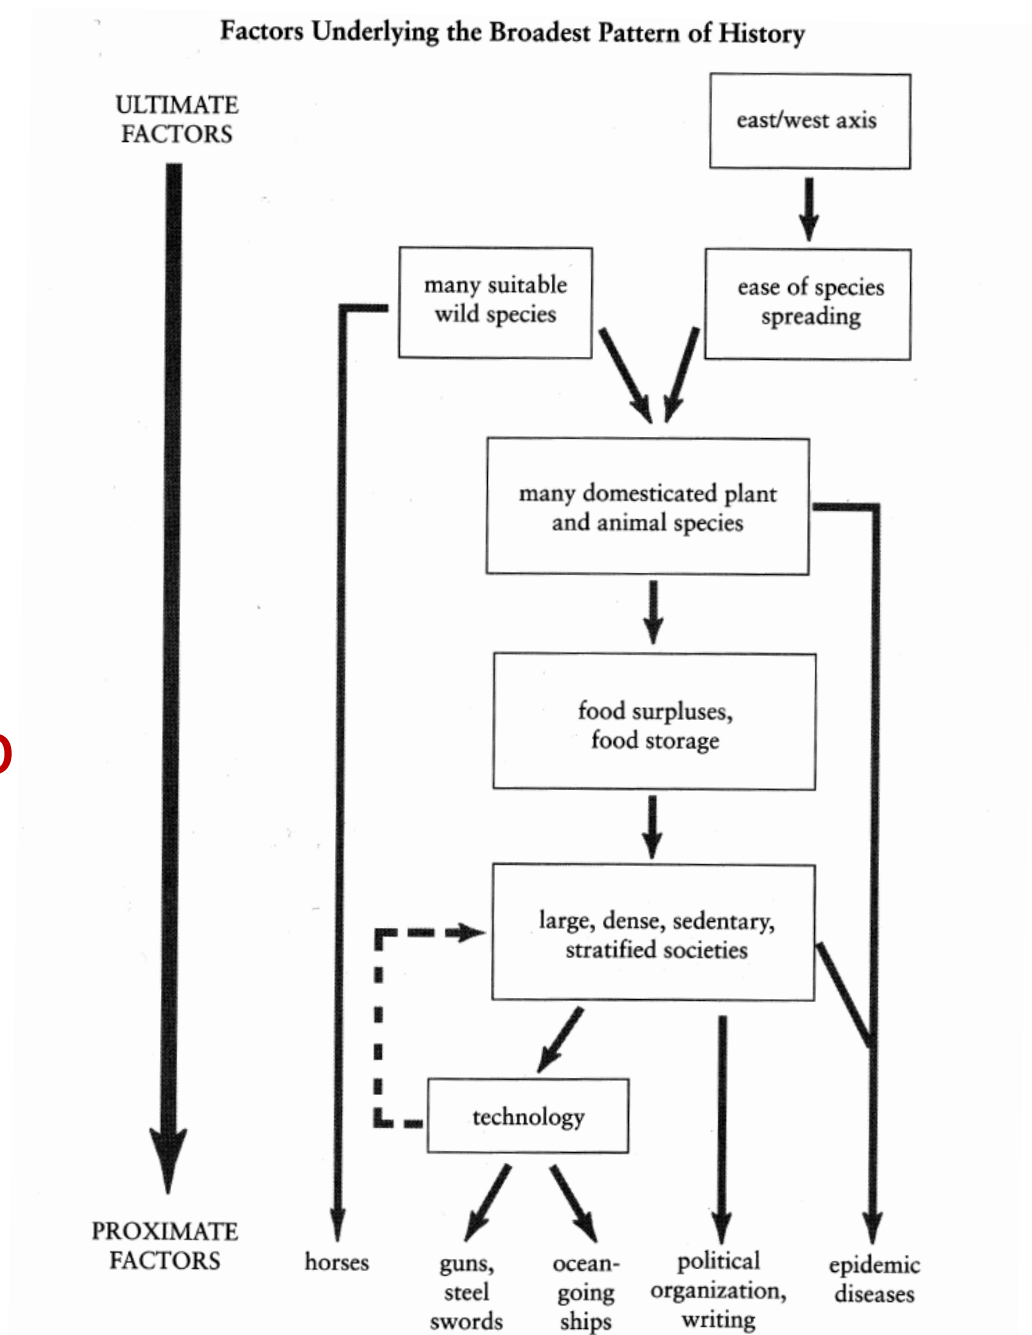 Factors Underlying the Broadest Pattern of History
ULTIMATE
FACTORS
east/west axis
many suitable
wild species
ease of species
spreading
many domesticated plant
and animal species
food surpluses,
food storage
large, dense, sedentary,
stratified societies
technology
PROXIMATE
FACTORS
horses
guns,
steel
swords
ocean-
going
ships
political
organization,
writing
epidemic
diseases